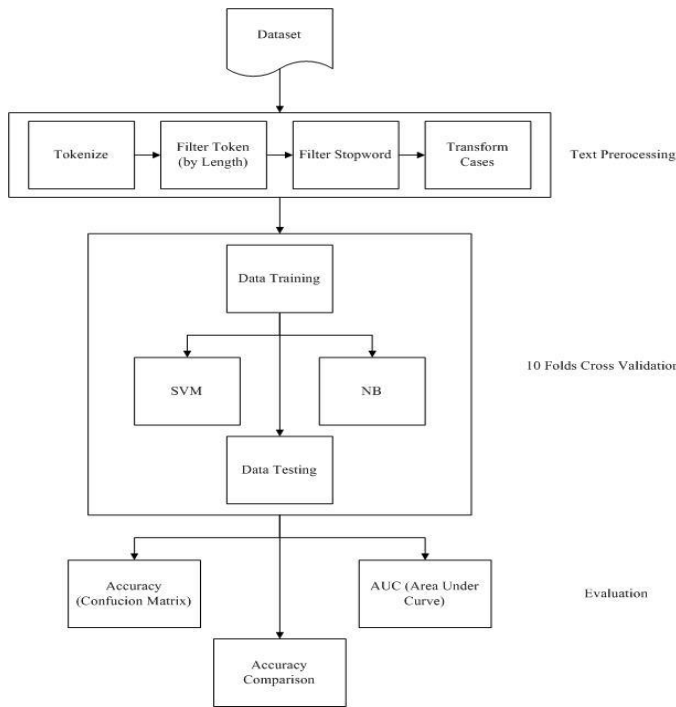 Dataset
Tokenize
Filter Token
(by Length)
Filter Stopword
Transform
Cases
Text Prerocessing
Data Training
SVM
NB
10 Folds Cross Validation
Data Testing
Accuracy
(Confucion Matrix)
AUC (Area Under
Curve)
Evaluation
Accuracy
Comparison